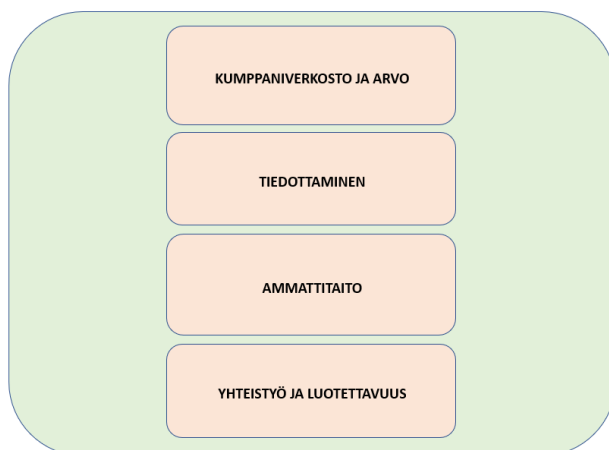 KUMPPANIVERKOSTO JA ARVO
TIEDOTTAMINEN
AMMATTITAITO
YHTEISTYÖ JA LUOTETTAVUUS